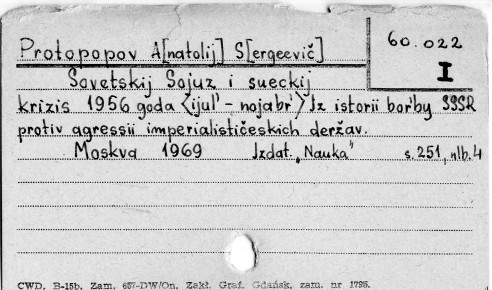 Protopopov A[natolij] S[ergeevič]
60.022
I
Sovetskij Sojuz i sueckij
krizis 1956 goda <ijul' - nojabr'> Iz istorii bor'by SSSR
protiv agressii imperialističeskich deržav.
Moskva 1969 Izdat. „Nauka" s. 251, nlb. 4
CWD. B-15b, Zam. 657-DW/On, Zakł. Graf. Gdańsk, zam. nr 1795.